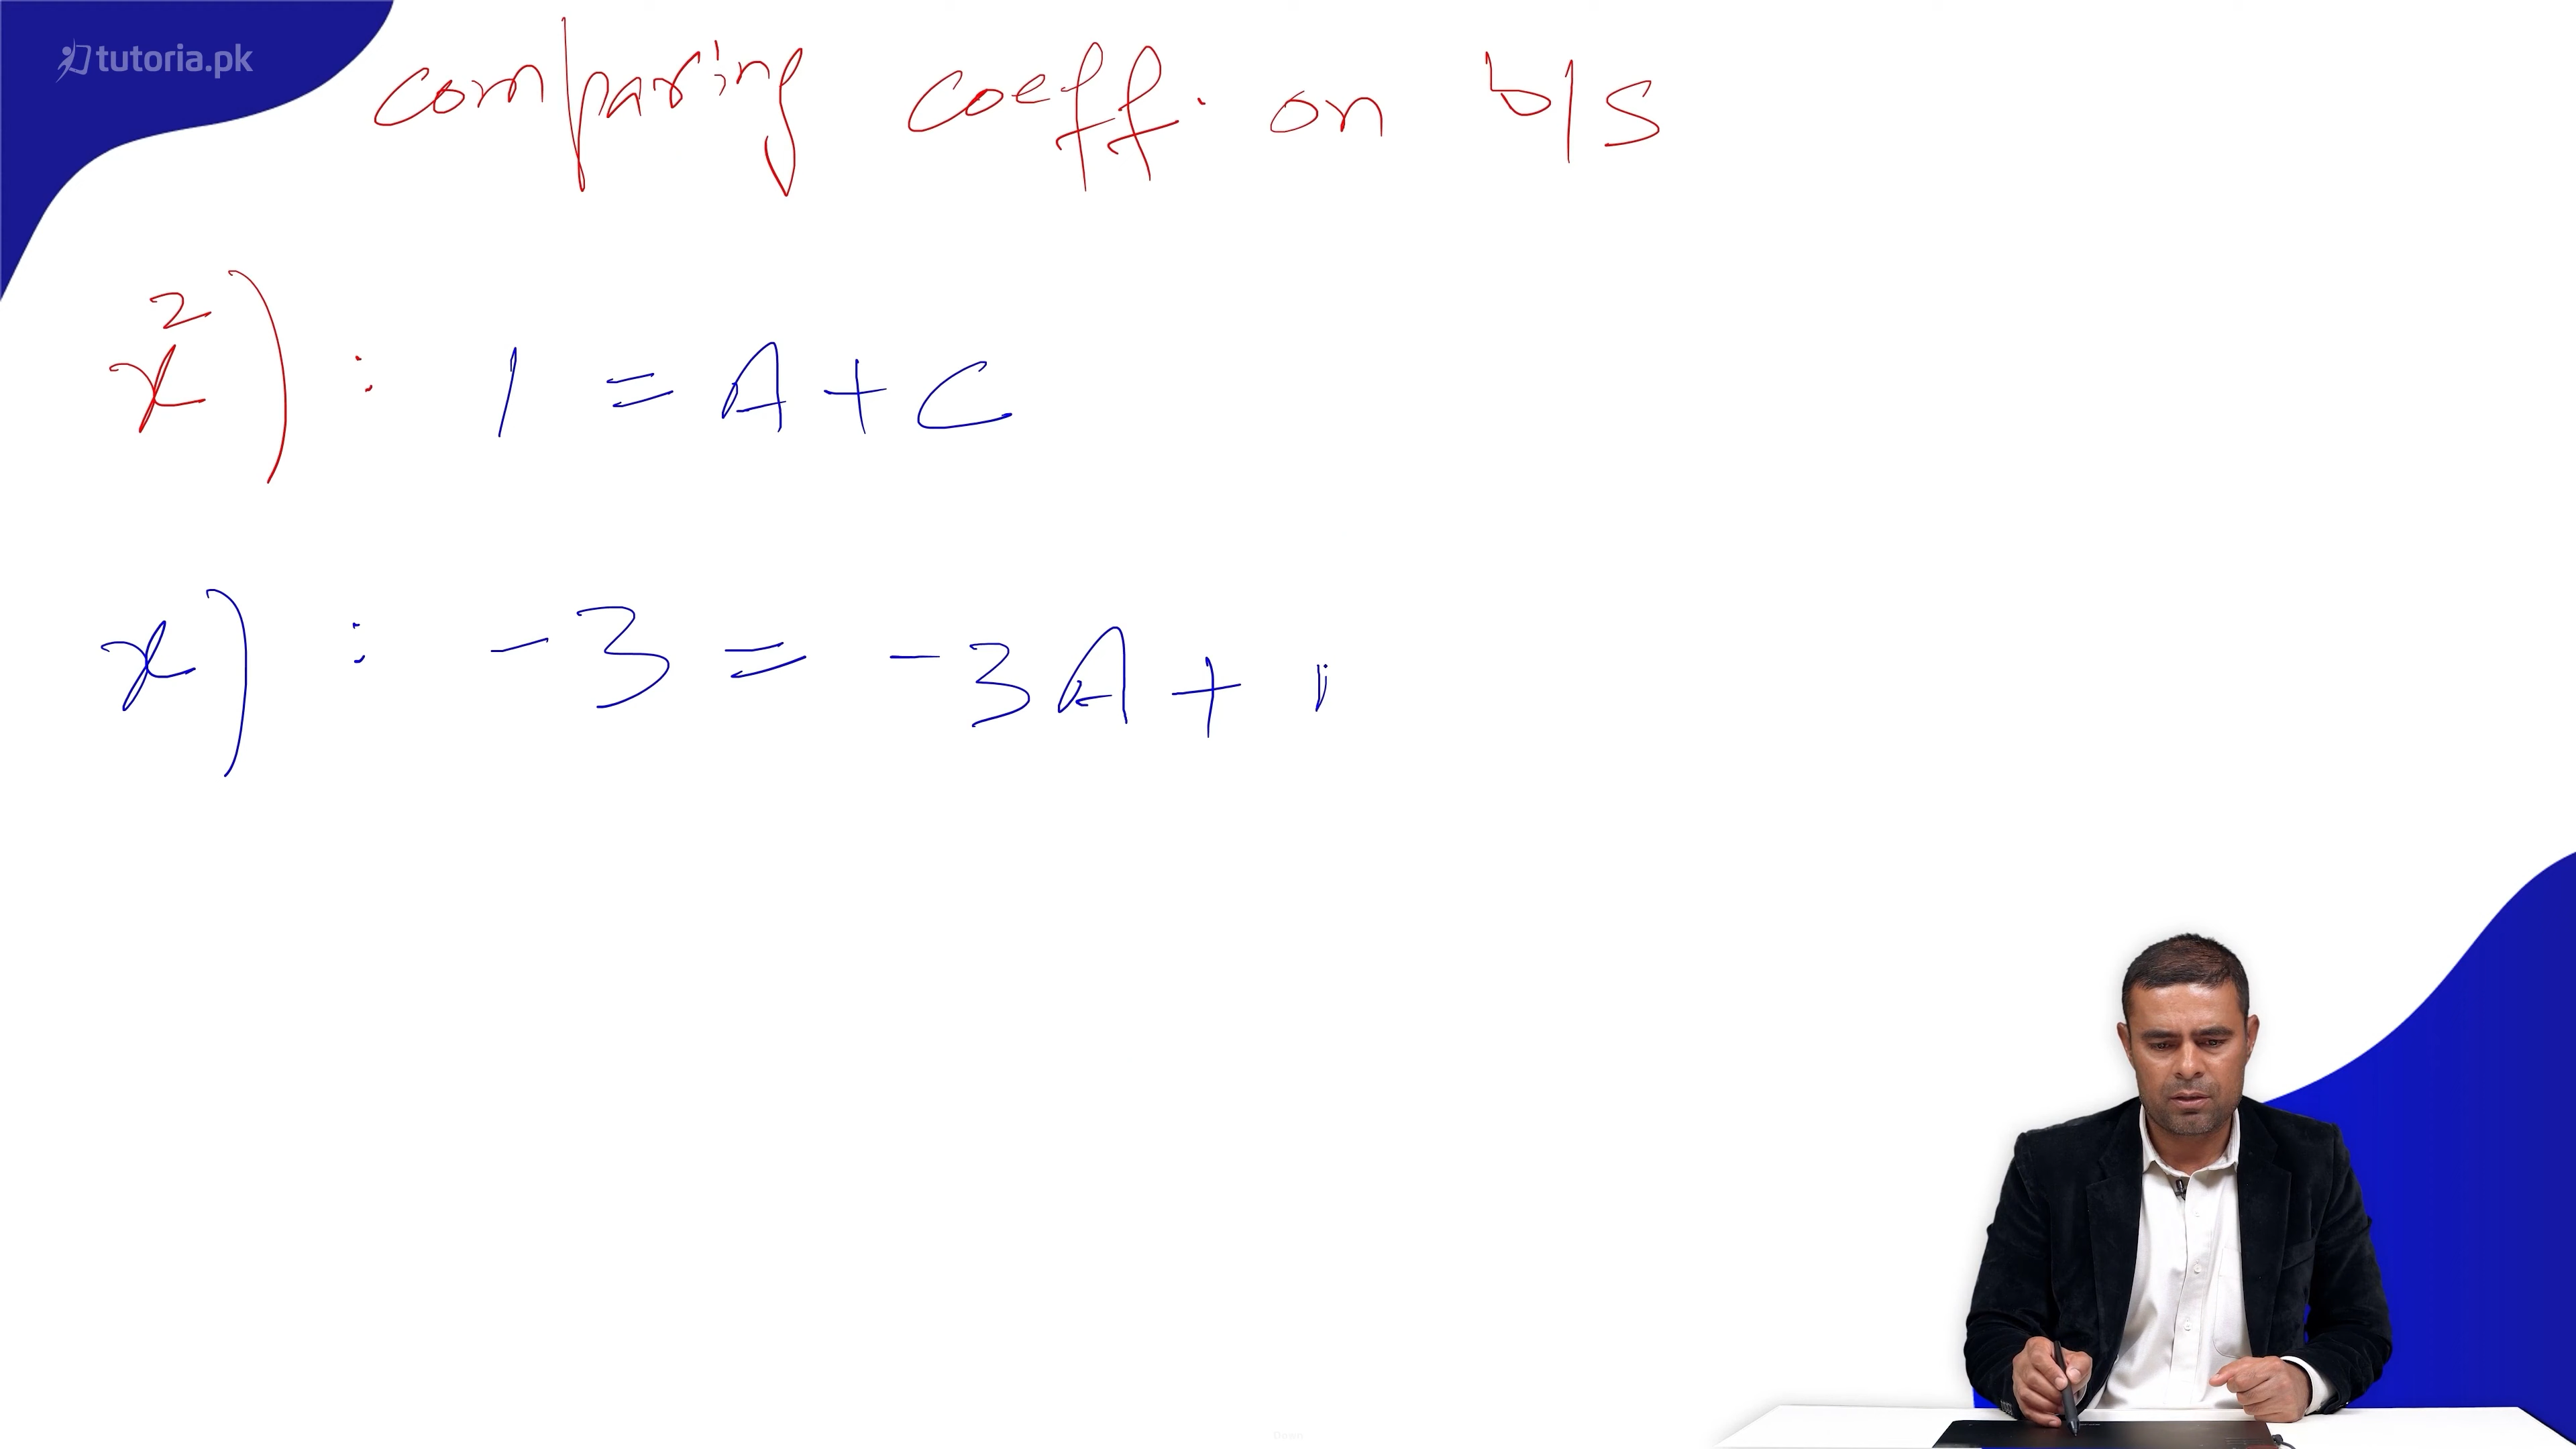 tutoria.pk
comparing coeff. on b/s
x²) : 1 = A + C
x) : -3 = -3A +